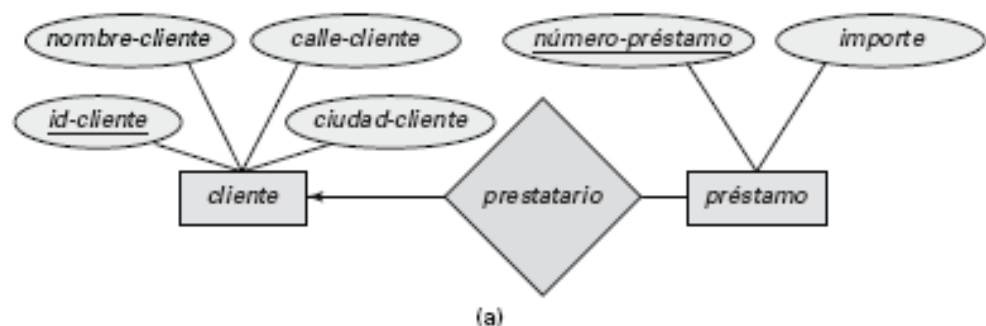 nombre-cliente calle-cliente número-préstamo importe
id-cliente ciudad-cliente
cliente prestatario préstamo
(a)